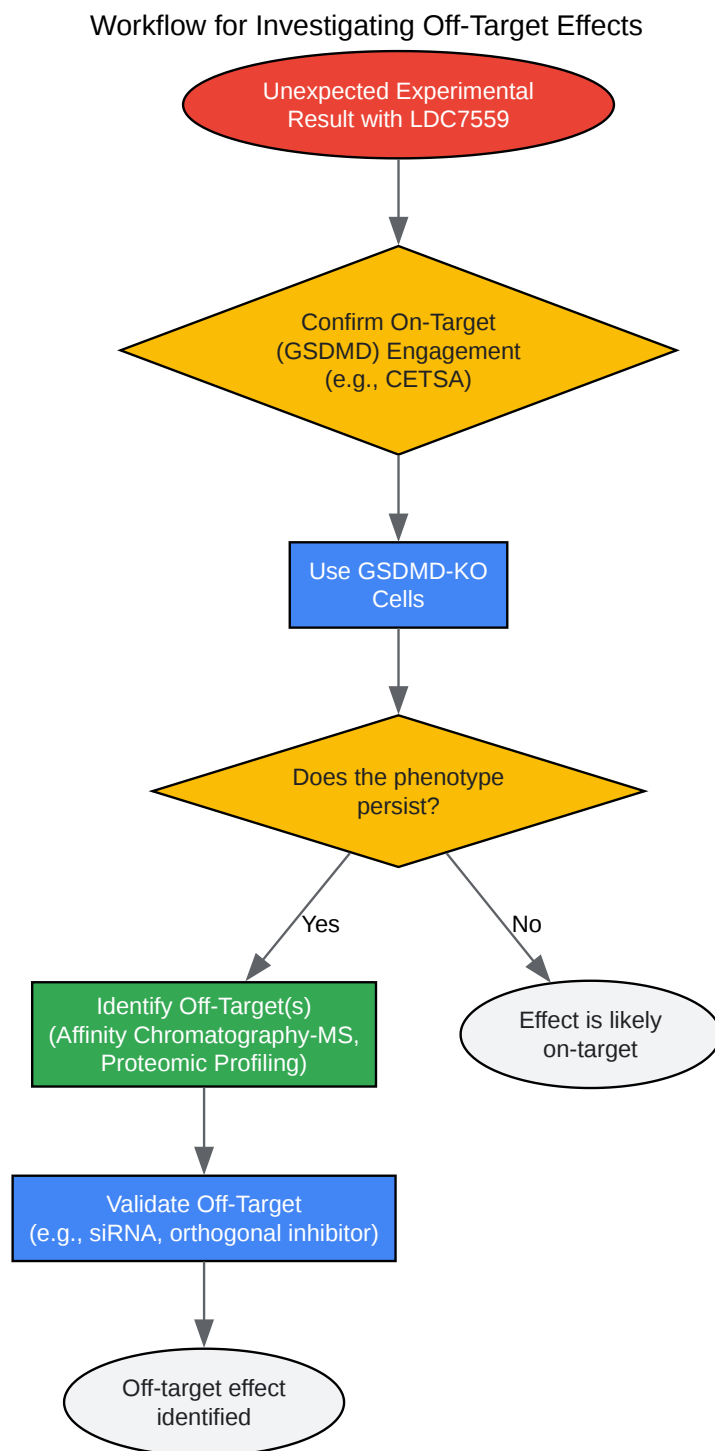 Workflow for Investigating Off-Target Effects
Unexpected Experimental
Result with LDC7559
Confirm On-Target
(GSDMD) Engagement
(e.g., CETSA)
Use GSDMD-KO
Cells
Does the phenotype
persist?
Yes
No
Identify Off-Target(s)
(Affinity Chromatography-MS,
Proteomic Profiling)
Effect is likely
on-target
Validate Off-Target
(e.g., siRNA, orthogonal inhibitor)
Off-target effect
identified